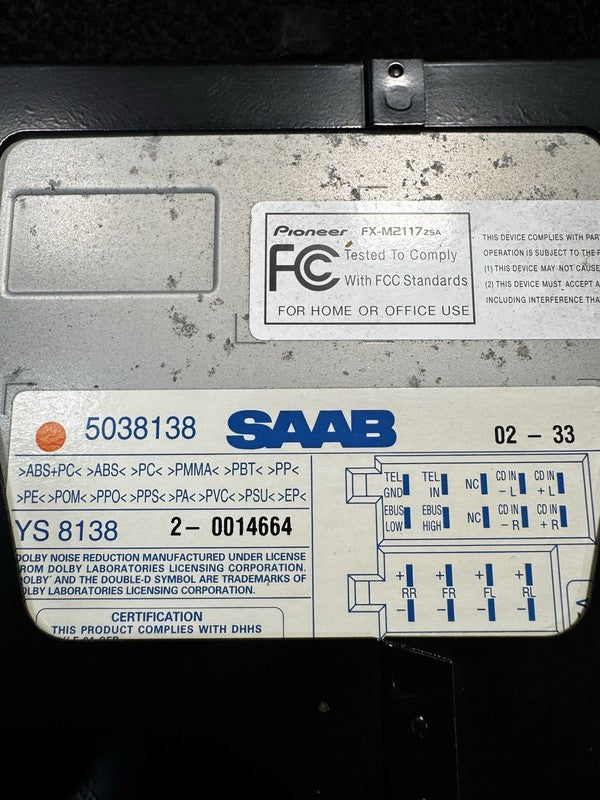 Pioneer FX-M2117ZSA
FC Tested To Comply
With FCC Standards
FOR HOME OR OFFICE USE
THIS DEVICE COMPLIES WITH
OPERATION IS SUBJECT TO THE
(1) THIS DEVICE MAY NOT CAUSE
(2) THIS DEVICE MUST ACCEPT
INCLUDING INTERFERENCE
5038138 SAAB 02 - 33
>ABS+PC< >ABS< >PC< >PMMA< >PBT< >PP<
>PE< >POM< >PPO< >PPS< >PA< >PVC< >PSU< >EP<
YS 8138 2- 0014664
DOLBY NOISE REDUCTION MANUFACTURED UNDER LICENSE
FROM DOLBY LABORATORIES LICENSING CORPORATION.
DOLBY AND THE DOUBLE-D SYMBOL ARE TRADEMARKS OF
DOLBY LABORATORIES LICENSING CORPORATION.
CERTIFICATION
THIS PRODUCT COMPLIES WITH DHHS
TEL GND TEL IN NC CD IN - L CD IN + L
EBUS LOW EBUS HIGH NC CD IN - R CD IN + R
+ + + +
RR FR FL RL
- - - -